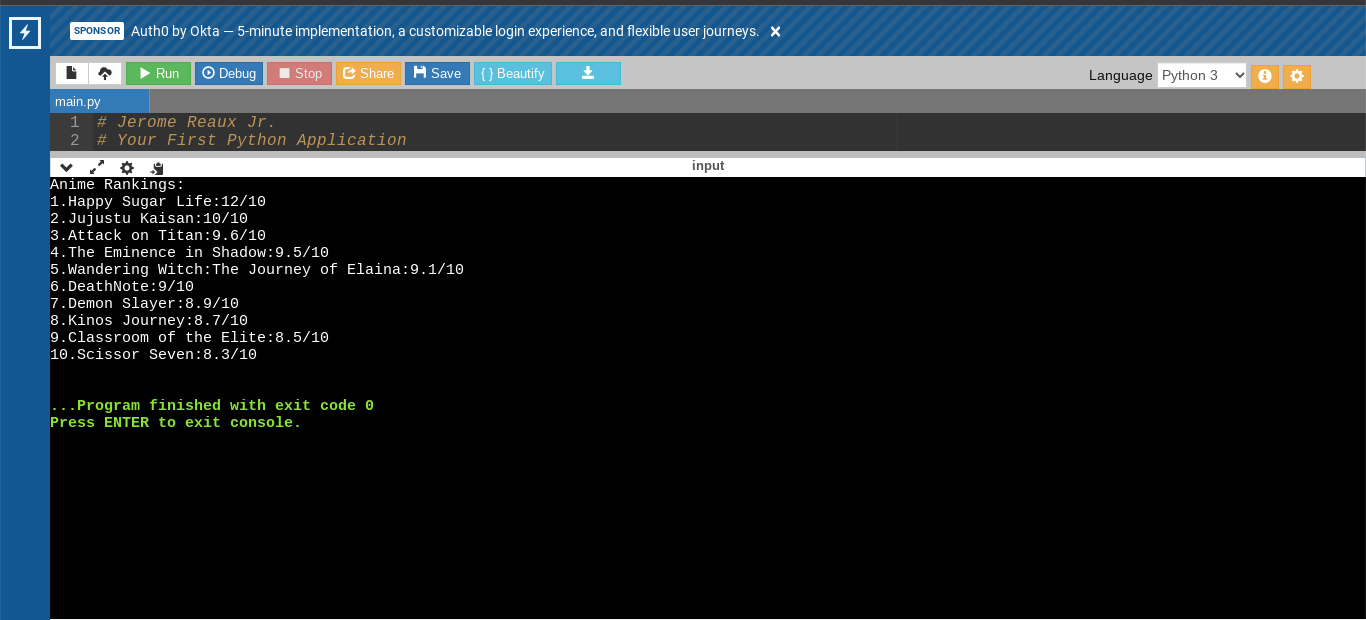 SPONSOR Auth0 by Okta — 5-minute implementation, a customizable login experience, and flexible user journeys.
Run Debug Stop Share Save { } Beautify Language Python 3
main.py
1 # Jerome Reaux Jr.
2 # Your First Python Application
input
Anime Rankings:
1.Happy Sugar Life:12/10
2.Jujustu Kaisan:10/10
3.Attack on Titan:9.6/10
4.The Eminence in Shadow:9.5/10
5.Wandering Witch:The Journey of Elaina:9.1/10
6.DeathNote:9/10
7.Demon Slayer:8.9/10
8.Kinos Journey:8.7/10
9.Classroom of the Elite:8.5/10
10.Scissor Seven:8.3/10
...Program finished with exit code 0
Press ENTER to exit console.